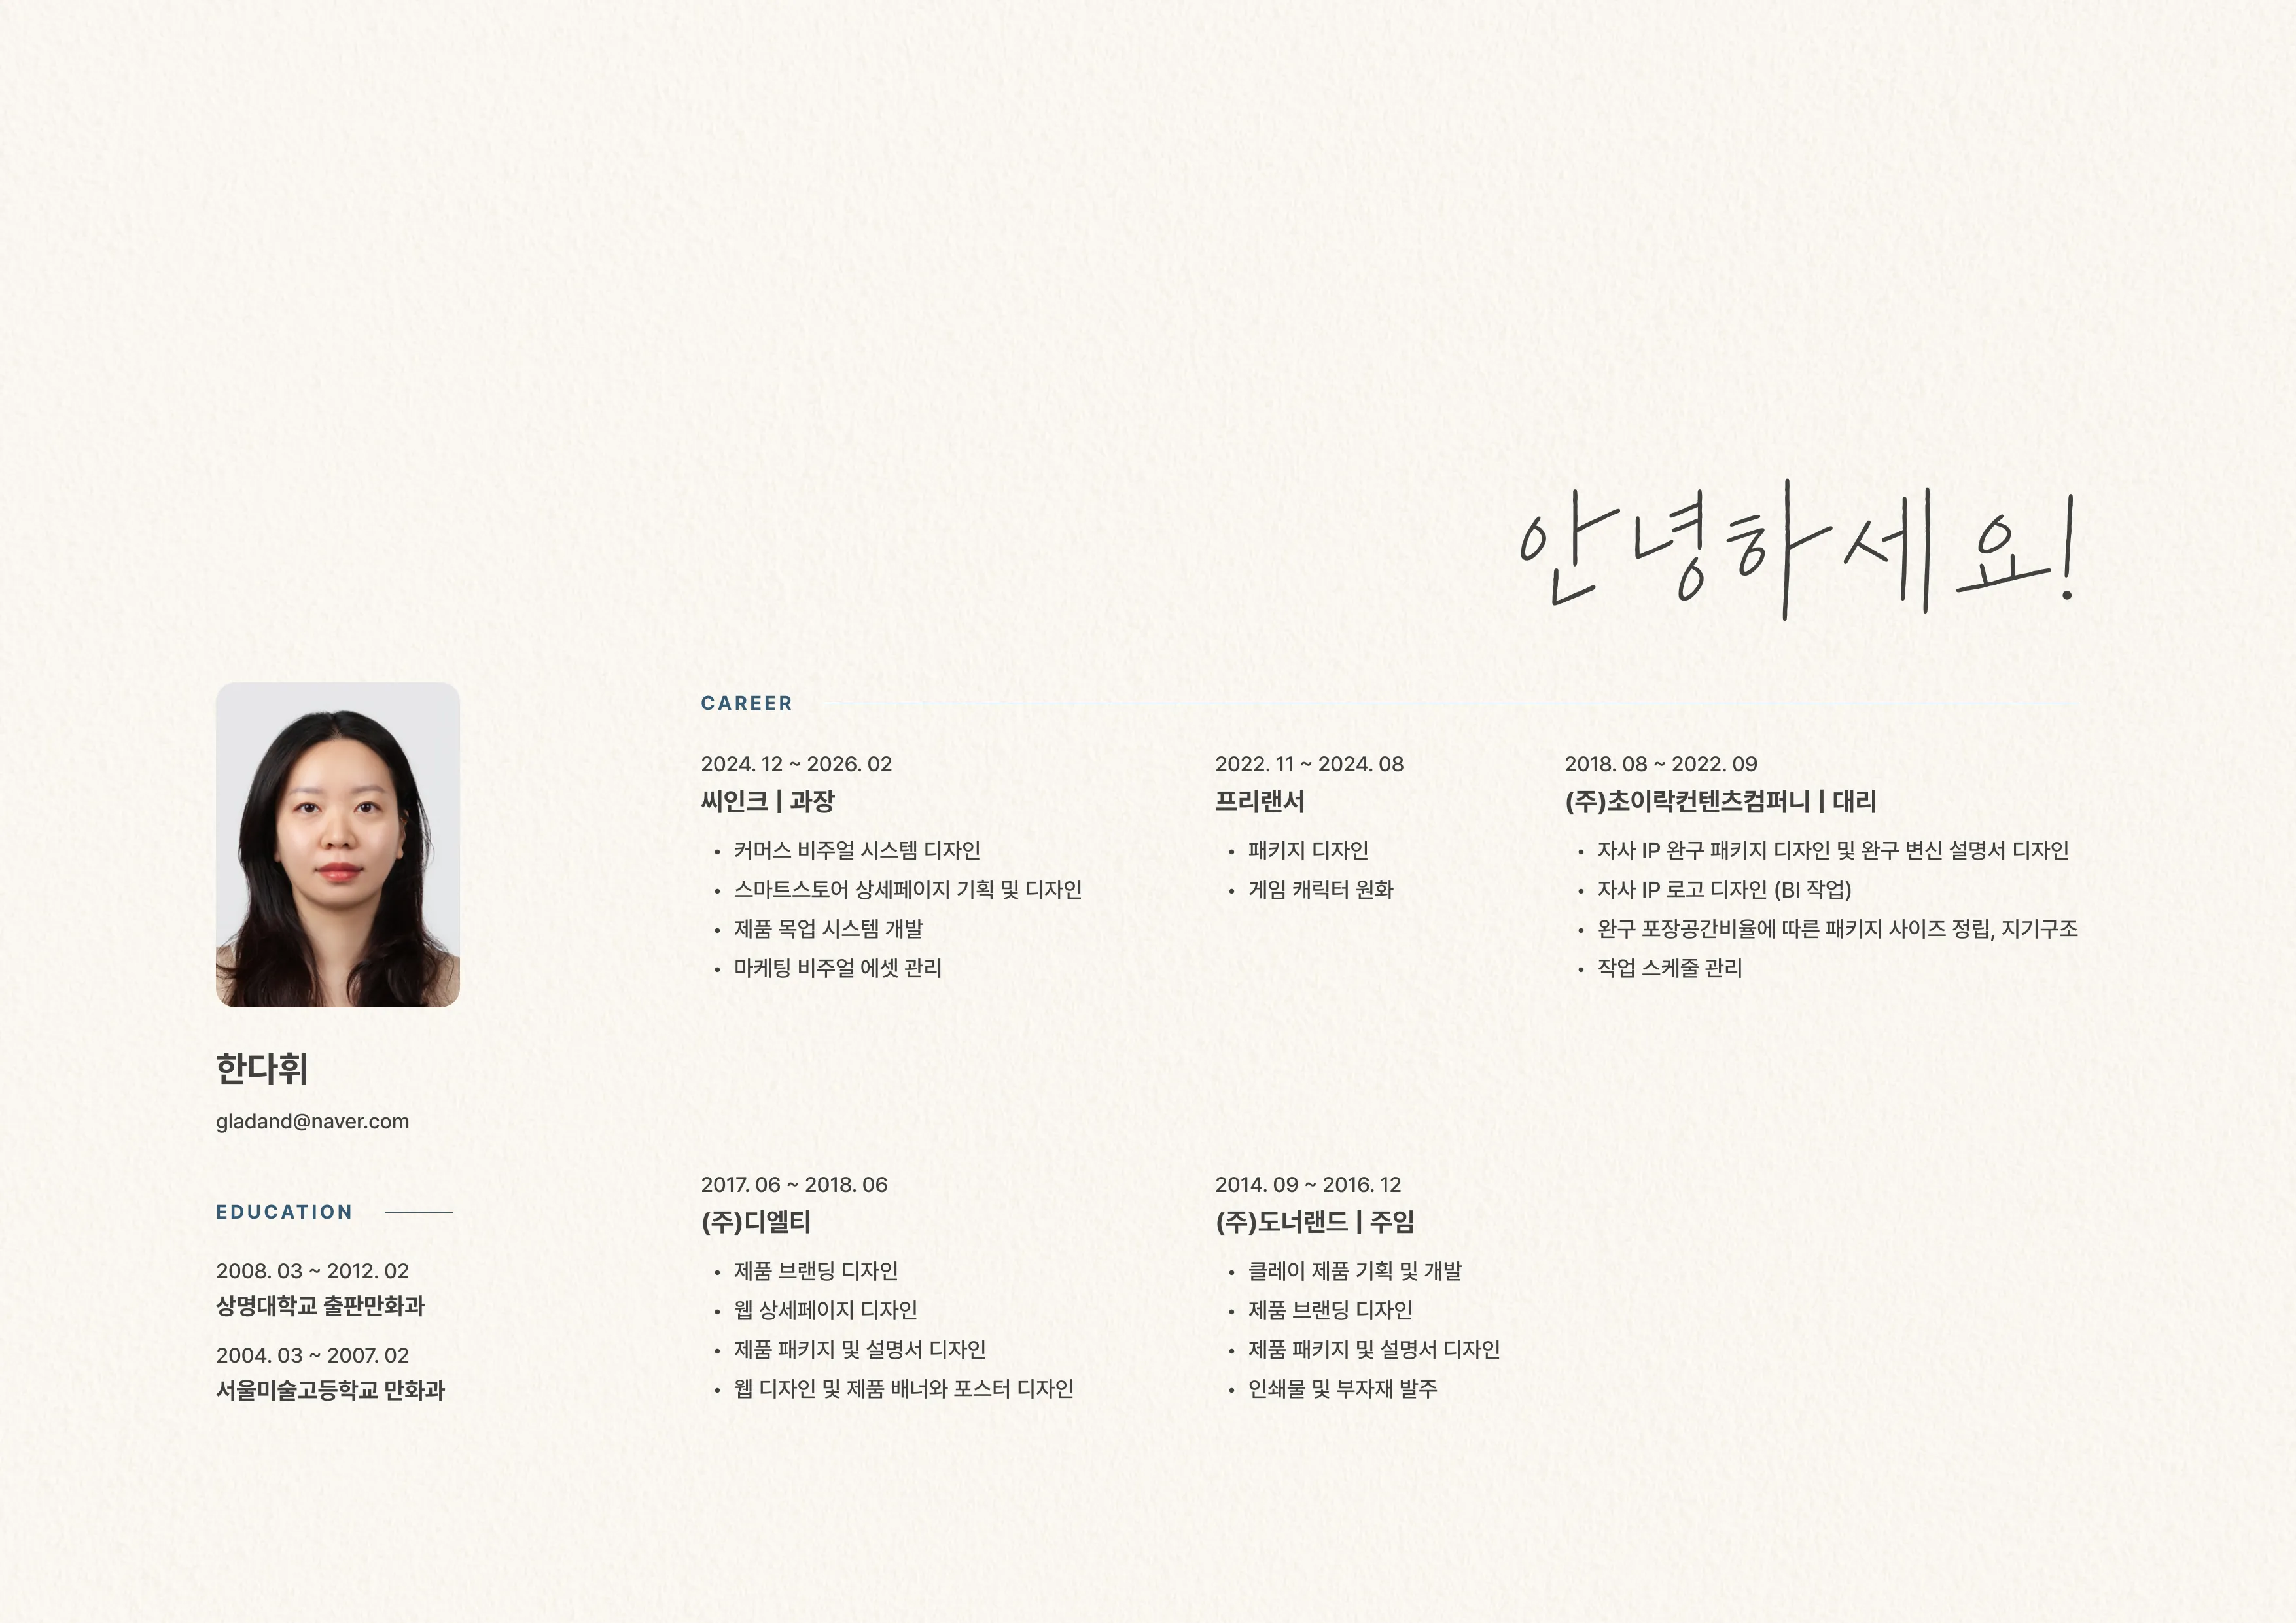 안녕하세요!
한다휘
gladand@naver.com
EDUCATION
2008. 03 ~ 2012. 02
상명대학교 출판만화과
2004. 03 ~ 2007. 02
서울미술고등학교 만화과
CAREER
2024. 12 ~ 2026. 02
씨인크 | 과장
• 커머스 비주얼 시스템 디자인
• 스마트스토어 상세페이지 기획 및 디자인
• 제품 목업 시스템 개발
• 마케팅 비주얼 에셋 관리
2022. 11 ~ 2024. 08
프리랜서
• 패키지 디자인
• 게임 캐릭터 원화
2018. 08 ~ 2022. 09
(주)초이락컨텐츠컴퍼니 | 대리
• 자사 IP 완구 패키지 디자인 및 완구 변신 설명서 디자인
• 자사 IP 로고 디자인 (BI 작업)
• 완구 포장공간비율에 따른 패키지 사이즈 정립, 지기구조
• 작업 스케줄 관리
2017. 06 ~ 2018. 06
(주)디엘티
• 제품 브랜딩 디자인
• 웹 상세페이지 디자인
• 제품 패키지 및 설명서 디자인
• 웹 디자인 및 제품 배너와 포스터 디자인
2014. 09 ~ 2016. 12
(주)도너랜드 | 주임
• 클레이 제품 기획 및 개발
• 제품 브랜딩 디자인
• 제품 패키지 및 설명서 디자인
• 인쇄물 및 부자재 발주